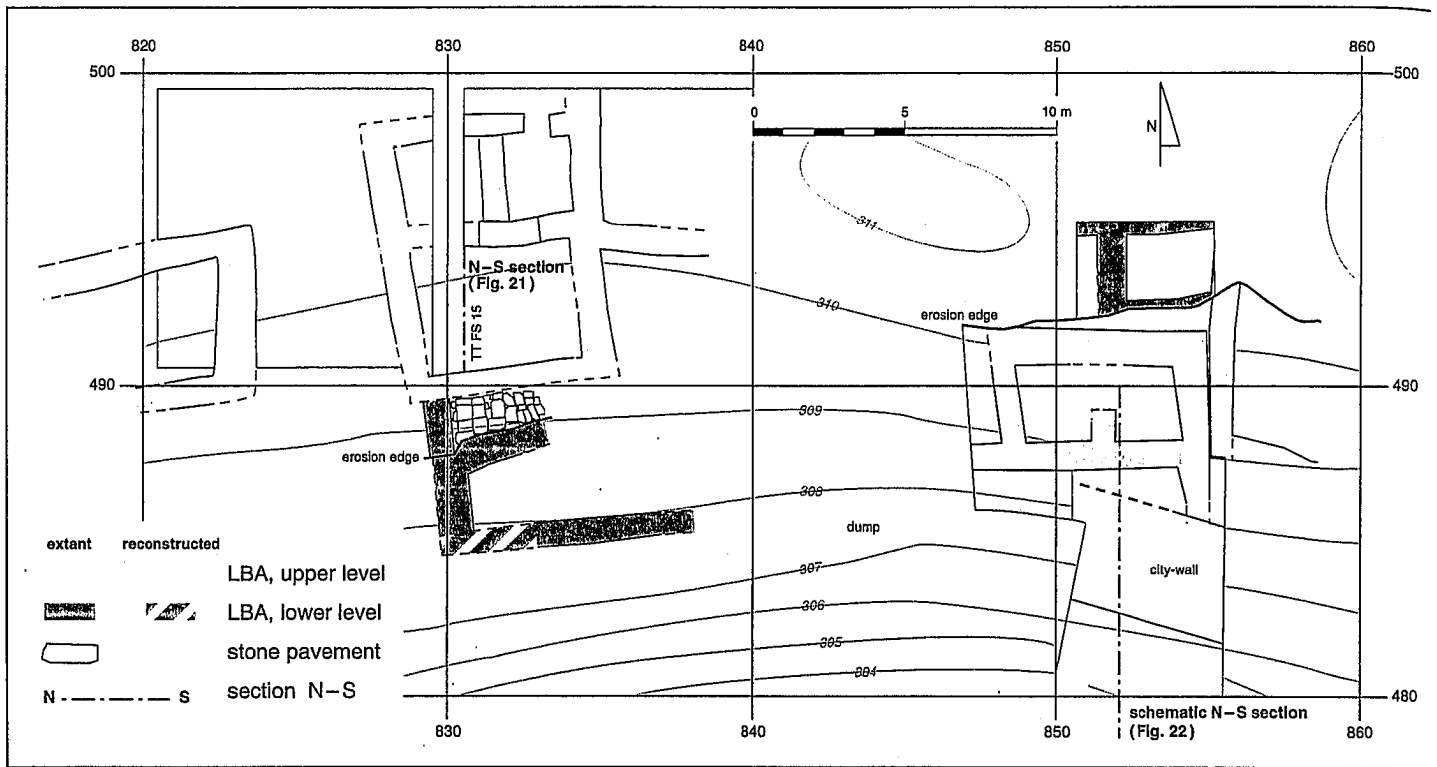 820 830 840 850 860
500 500
0 5 10 m
N
311
N–S section
(Fig. 21)
310
TT FS 15
erosion edge
490 490
309
erosion edge
308
dump
extant reconstructed
LBA, upper level
307
city-wall
LBA, lower level
306
stone pavement
305
section N–S
304
N S
480
830 840 850 860
schematic N–S section
(Fig. 22)